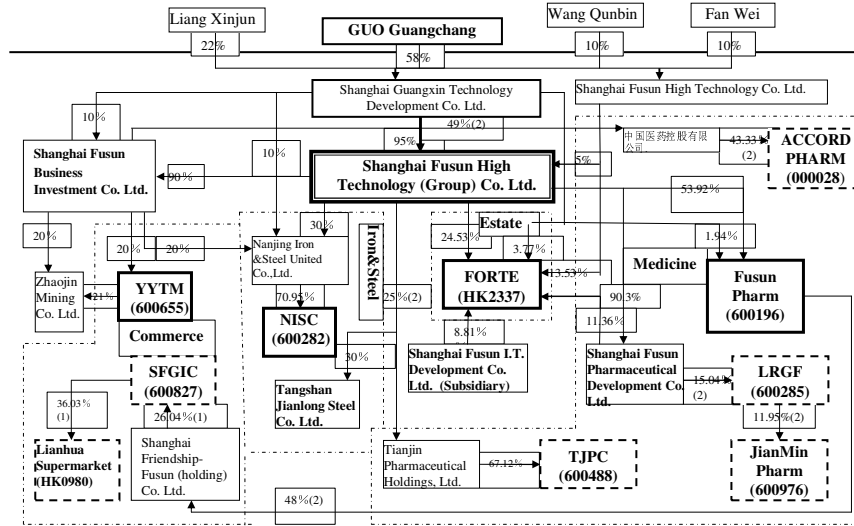 Liang Xinjun
GUO Guangchang
Wang Qunbin
Fan Wei
22%
58%
10%
10%
Shanghai Guangxin Technology
Development Co. Ltd.
Shanghai Fusun High Technology Co. Ltd.
10%
49%(2)
95%
10%
90%
5%
Shanghai Fusun
Business
Investment Co. Ltd.
Shanghai Fusun High
Technology (Group) Co. Ltd.
中国医药控股有限
公司.
43.33%
(2)
ACCORD
PHARM
(000028)
53.92%
20%
20%
20%
30%
Nanjing Iron
&Steel United
Co.,Ltd.
Iron&Steel
24.53%
Estate
3.77%
13.53%
1.94%
Medicine
Zhaojin
Mining
Co. Ltd.
21%
YYTM
(600655)
Commerce
70.95%
NISC
(600282)
25%(2)
FORTE
(HK2337)
90.3%
11.36%
Fusun
Pharm
(600196)
8.81%
30%
Tangshan
Jianlong Steel
Co. Ltd.
Shanghai Fusun I.T.
Development Co.
Ltd. (Subsidiary)
Shanghai Fusun
Pharmaceutical
Development Co.
Ltd.
15.04%
(2)
LRGF
(600285)
11.95%(2)
SFGIC
(600827)
36.03%
(1)
26.04%(1)
Lianhua
Supermarket
(HK0980)
Shanghai
Friendship-
Fusun (holding)
Co. Ltd.
Tianjin
Pharmaceutical
Holdings, Ltd.
67.12%
TJPC
(600488)
JianMin
Pharm
(600976)
48%(2)